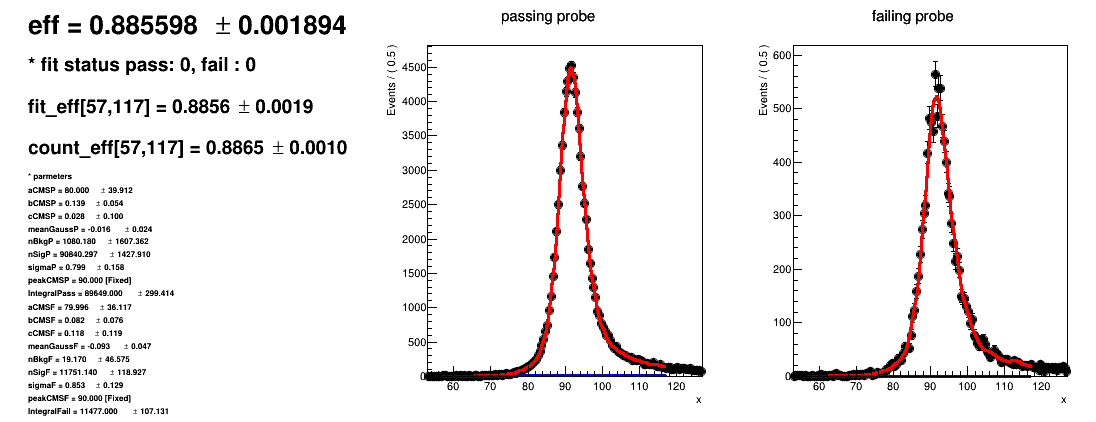 eff = 0.885598 ± 0.001894
* fit status pass: 0, fail : 0
fit_eff[57,117] = 0.8856 ± 0.0019
count_eff[57,117] = 0.8865 ± 0.0010
* parmeters
aCMSP = 80.000 ± 39.912
bCMSP = 0.139 ± 0.054
cCMSP = 0.028 ± 0.100
meanGaussP = -0.016 ± 0.024
nBkgP = 1080.180 ± 1607.362
nSigP = 90840.297 ± 1427.910
sigmaP = 0.799 ± 0.158
peakCMSP = 90.000 [Fixed]
IntegralPass = 89649.000 ± 299.414
aCMSF = 79.996 ± 36.117
bCMSF = 0.082 ± 0.076
cCMSF = 0.118 ± 0.119
meanGaussF = -0.093 ± 0.047
nBkgF = 19.170 ± 46.575
nSigF = 11751.140 ± 118.927
sigmaF = 0.853 ± 0.129
peakCMSF = 90.000 [Fixed]
IntegralFail = 11477.000 ± 107.131
passing probe
Events / ( 0.5 )
4500
4000
3500
3000
2500
2000
1500
1000
500
0
60 70 80 90 100 110 120
x
failing probe
Events / ( 0.5 )
600
500
400
300
200
100
0
60 70 80 90 100 110 120
x